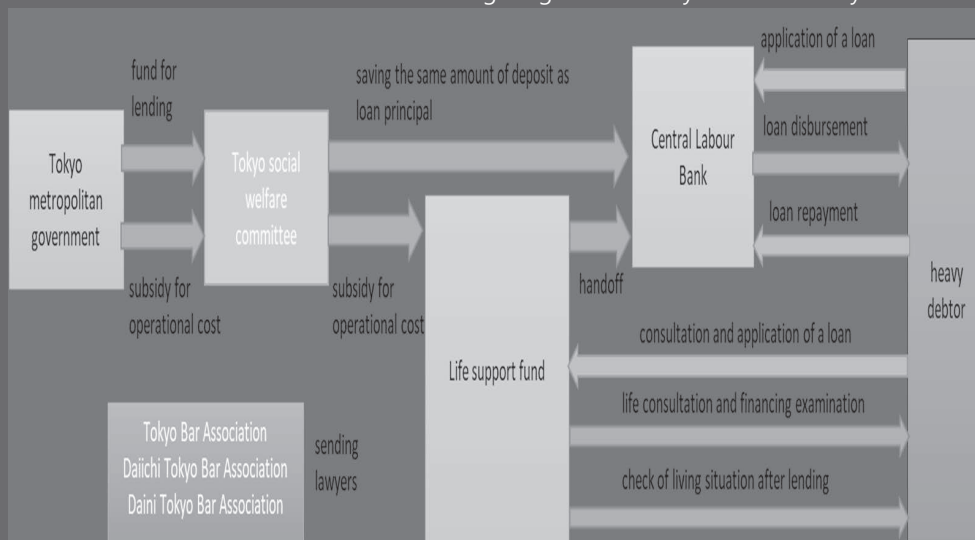 application of a loan
fund for
lending
saving the same amount of deposit as
loan principal
Tokyo
metropolitan
government
Tokyo social
welfare
committee
Central Labour
Bank
loan disbursement
loan repayment
subsidy for
operational cost
subsidy for
operational cost
handoff
heavy
debtor
consultation and application of a loan
Life support fund
life consultation and financing examination
check of living situation after lending
Tokyo Bar Association
Daiichi Tokyo Bar Association
Daini Tokyo Bar Association
sending
lawyers